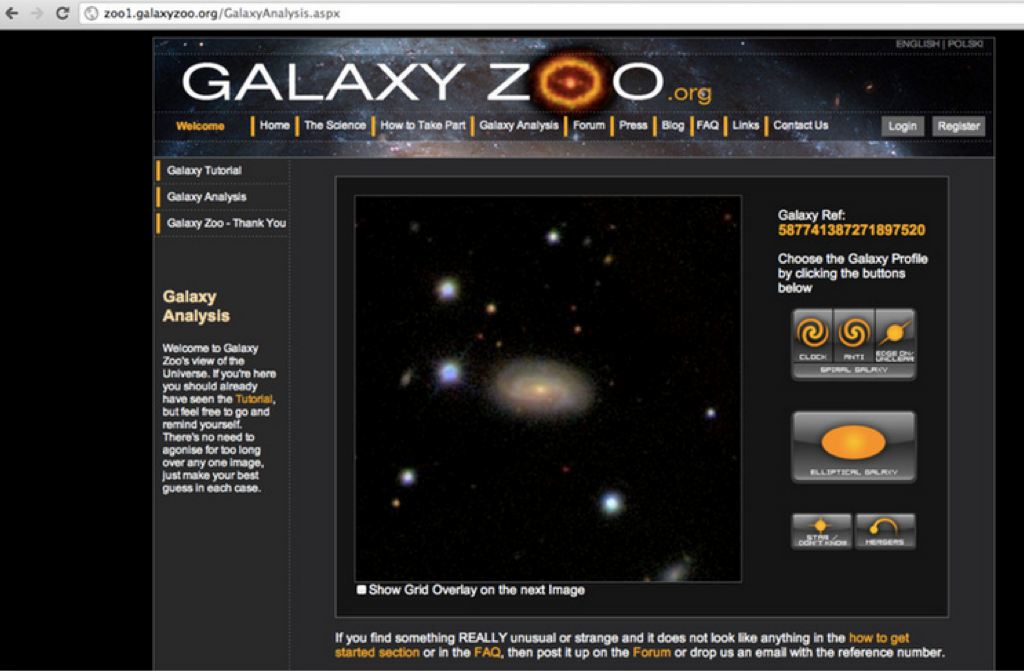 zoo1.galaxyzoo.org/GalaxyAnalysis.aspx
ENGLISH | POLSKI
GALAXY ZOO.org
Welcome Home The Science How to Take Part Galaxy Analysis Forum Press Blog FAQ Links Contact Us Login Register
Galaxy Tutorial
Galaxy Analysis
Galaxy Zoo - Thank You
Galaxy
Analysis
Welcome to Galaxy
Zoo's view of the
Universe. If you're here
you should already
have seen the Tutorial,
but feel free to go and
remind yourself.
There's no need to
agonise for too long
over any one image,
just make your best
guess in each case.
Galaxy Ref:
587741387271897520
Choose the Galaxy Profile
by clicking the buttons
below
CLOCK ANTI EDGE ON/
UNCLEAR
SPIRAL GALAXY
ELLIPTICAL GALAXY
STAR /
DON'T KNOW MERGERS
Show Grid Overlay on the next Image
If you find something REALLY unusual or strange and it does not look like anything in the how to get
started section or in the FAQ, then post it up on the Forum or drop us an email with the reference number.